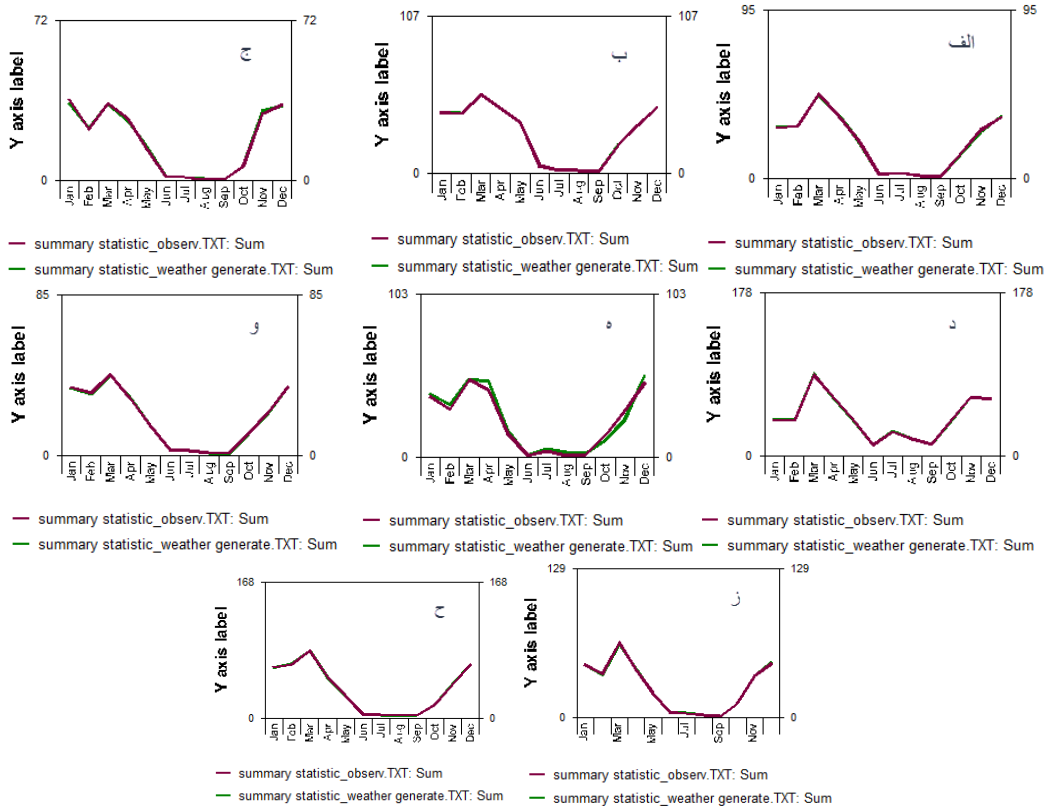 72
72
ج
Y axis label
0
0
Jan
Feb
Mar
Apr
May
Jun
Jul
Aug
Sep
Oct
Nov
Dec
summary statistic_observ.TXT: Sum
summary statistic_weather generate.TXT: Sum
107
107
ب
Y axis label
0
0
Jan
Feb
Mar
Apr
May
Jun
Jul
Aug
Sep
Oct
Nov
Dec
summary statistic_observ.TXT: Sum
summary statistic_weather generate.TXT: Sum
95
95
الف
Y axis label
0
0
Jan
Feb
Mar
Apr
May
Jun
Jul
Aug
Sep
Oct
Nov
Dec
summary statistic_observ.TXT: Sum
summary statistic_weather generate.TXT: Sum
85
85
و
Y axis label
0
0
Jan
Feb
Mar
Apr
May
Jun
Jul
Aug
Sep
Oct
Nov
Dec
summary statistic_observ.TXT: Sum
summary statistic_weather generate.TXT: Sum
103
103
ه
Y axis label
0
0
Jan
Feb
Mar
Apr
May
Jun
Jul
Aug
Sep
Oct
Nov
Dec
summary statistic_observ.TXT: Sum
summary statistic_weather generate.TXT: Sum
178
178
د
Y axis label
0
0
Jan
Feb
Mar
Apr
May
Jun
Jul
Aug
Sep
Oct
Nov
Dec
summary statistic_observ.TXT: Sum
summary statistic_weather generate.TXT: Sum
168
168
ح
Y axis label
0
0
Jan
Feb
Mar
Apr
May
Jun
Jul
Aug
Sep
Oct
Nov
Dec
summary statistic_observ.TXT: Sum
summary statistic_weather generate.TXT: Sum
129
129
ز
Y axis label
0
0
Jan
Mar
May
Jul
Sep
Nov
summary statistic_observ.TXT: Sum
summary statistic_weather generate.TXT: Sum